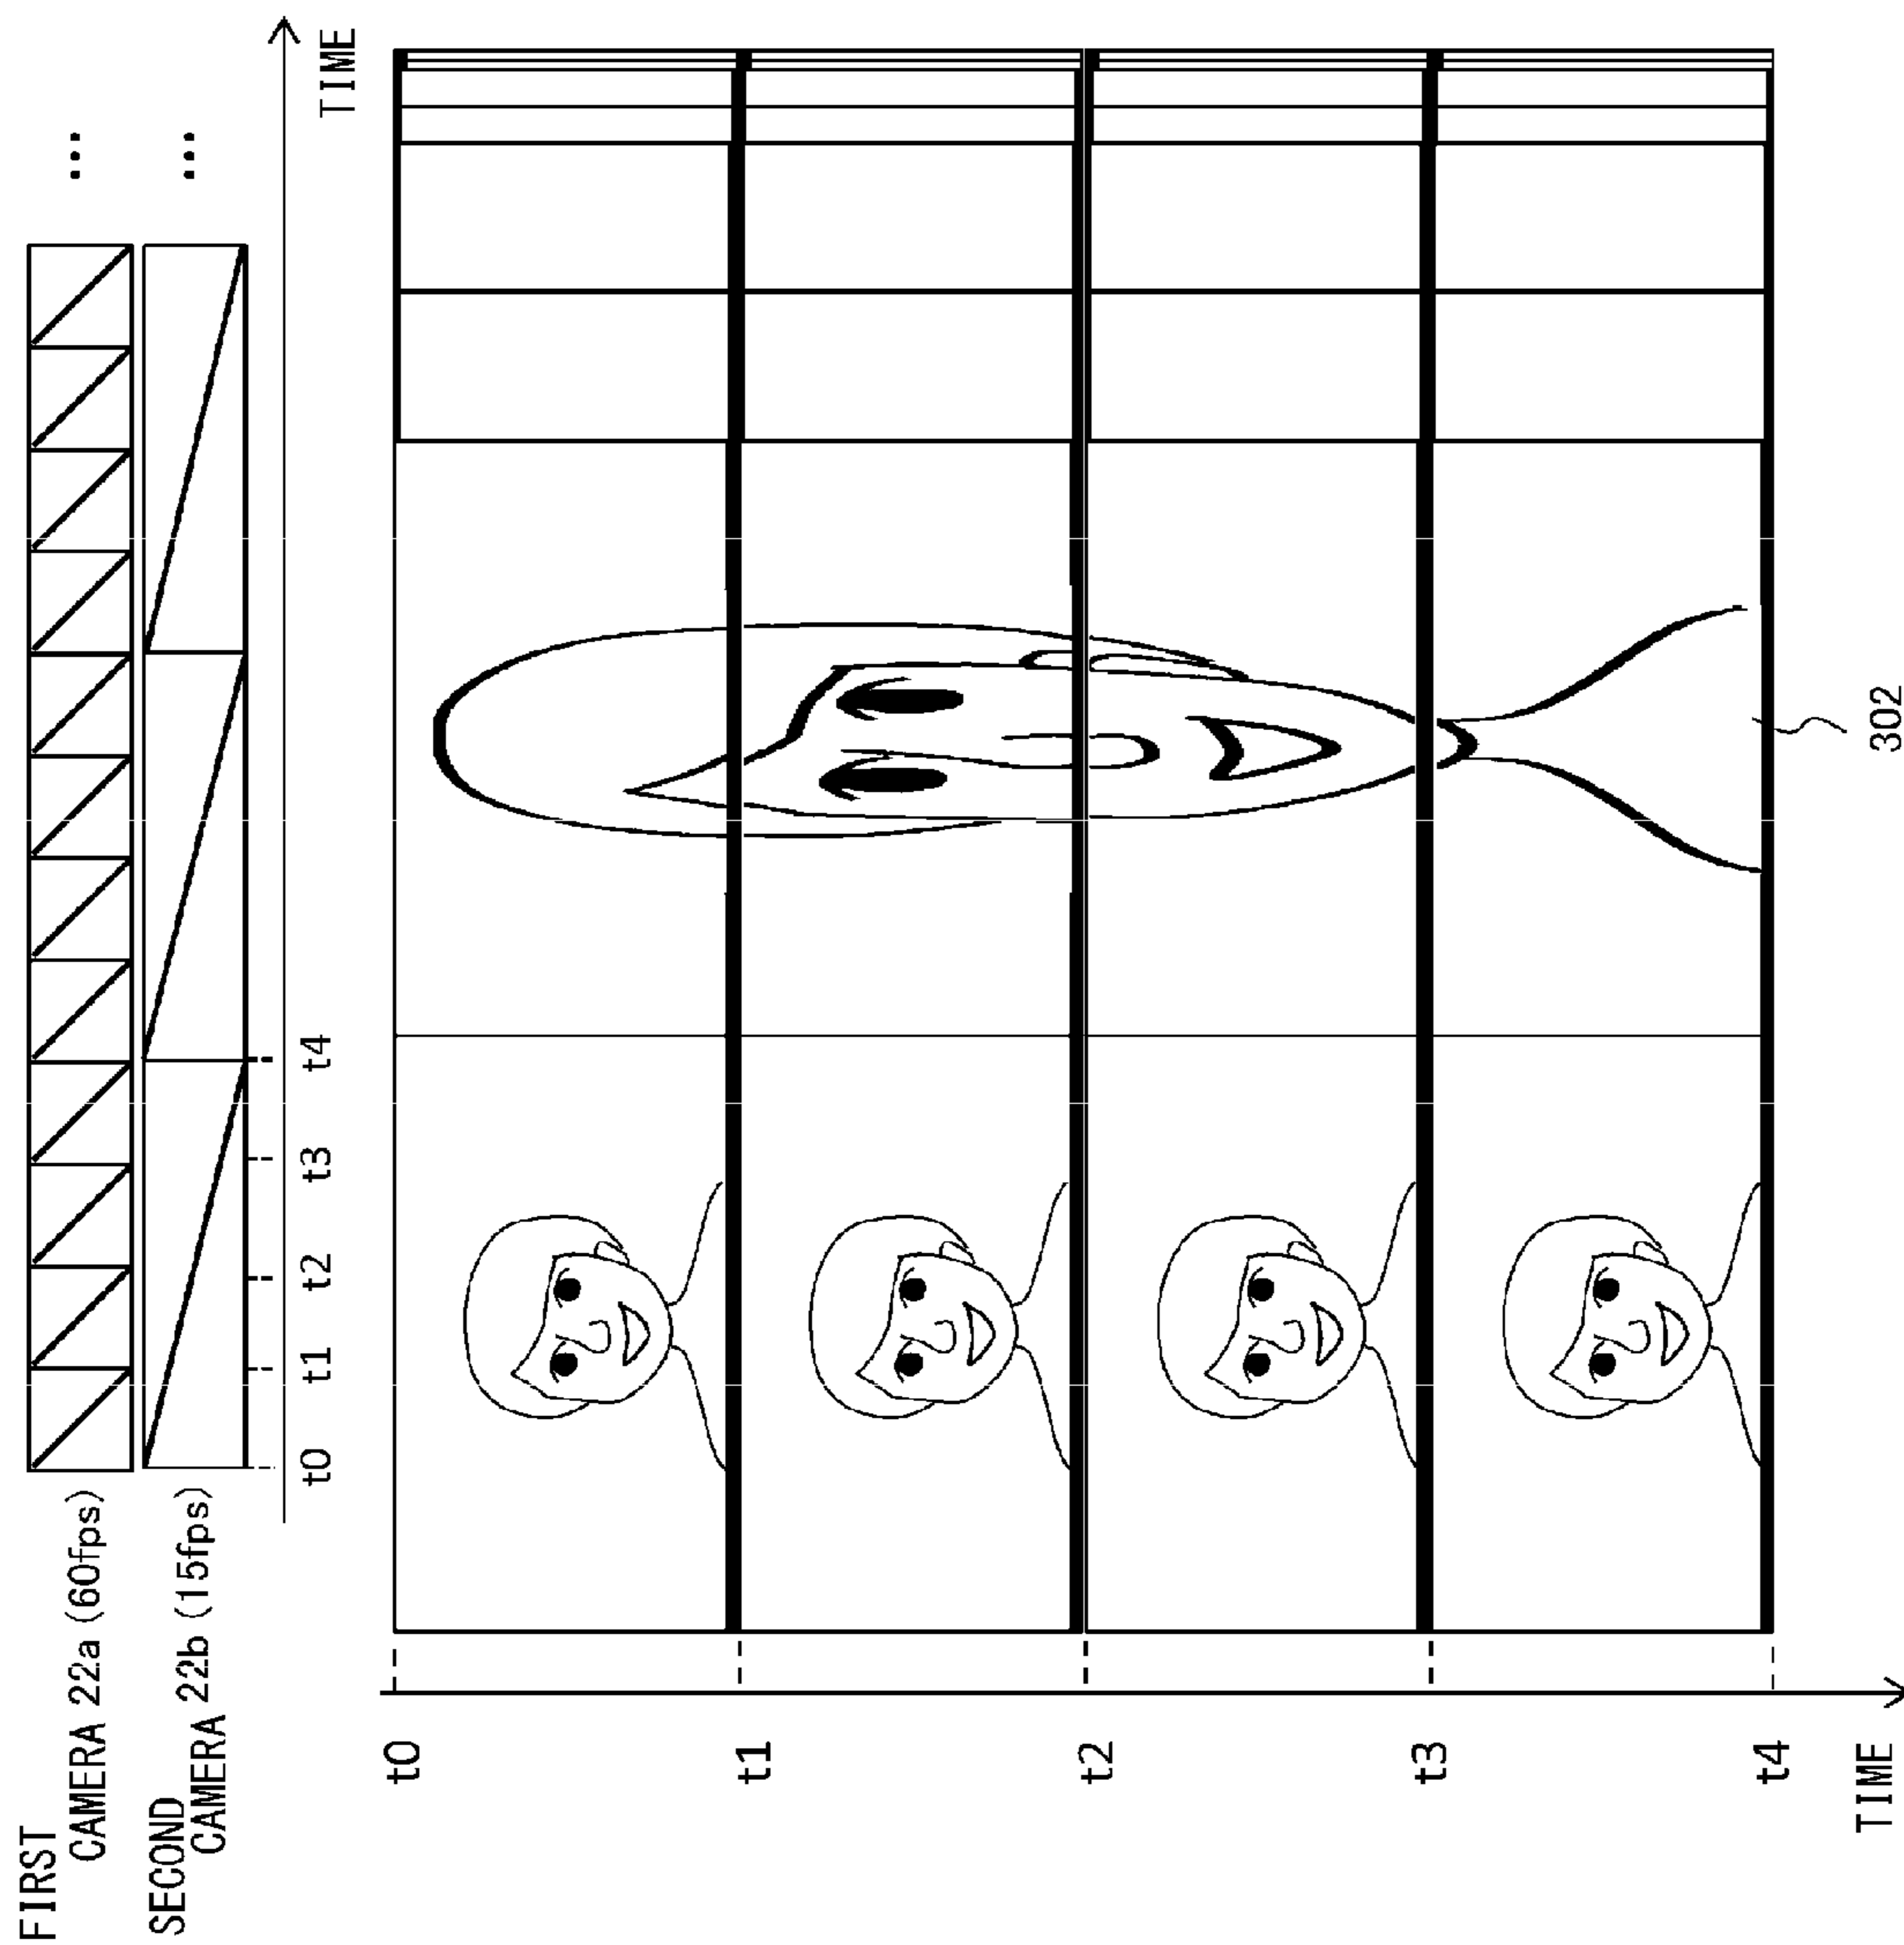 FIRST
CAMERA 22a (60fps)
...
SECOND
CAMERA 22b (15fps)
...
t0 t1 t2 t3 t4
TIME
t0
t1
t2
t3
t4
TIME
302